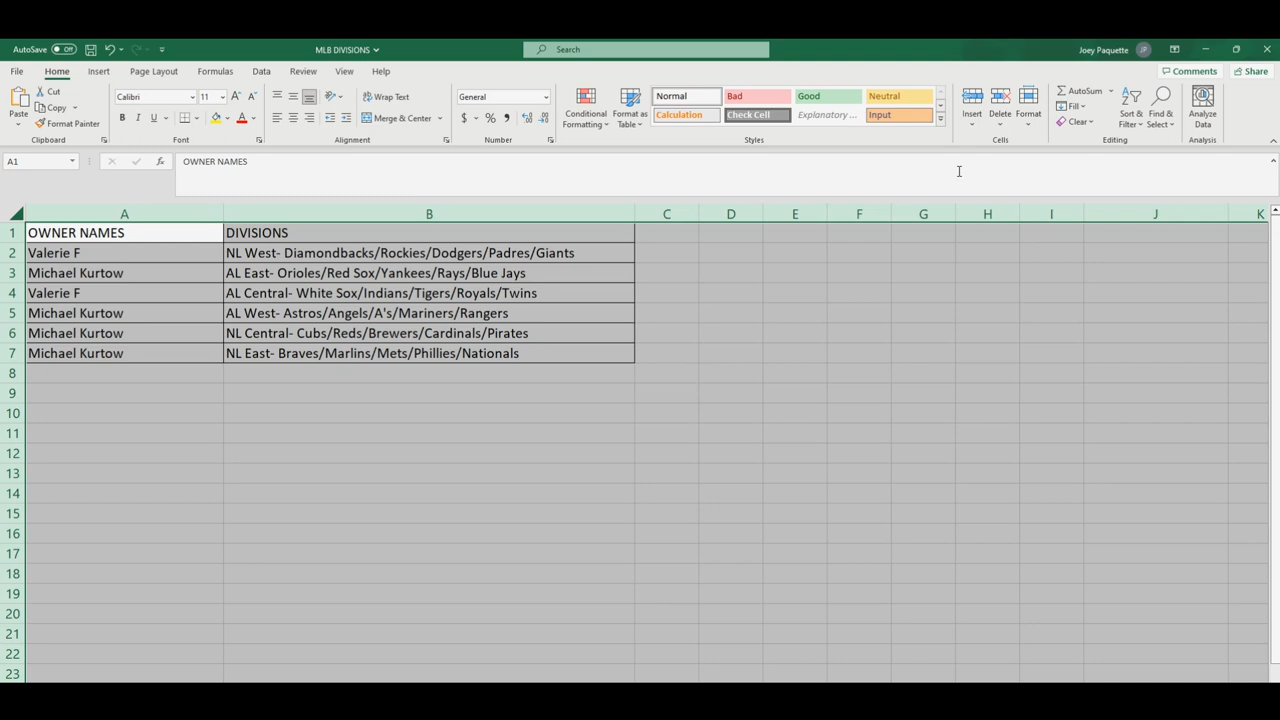 AutoSave Off MLB DIVISIONS Search Joey Paquette JP
File Home Insert Page Layout Formulas Data Review View Help Comments Share
Paste Cut Copy Format Painter Clipboard
Calibri 11 A A B I U A Font
Wrap Text Merge & Center Alignment
General $ % , Number
Conditional Formatting Format as Table
Normal Bad Good Neutral
Calculation Check Cell Explanatory ... Input
Styles
Insert Delete Format Cells
AutoSum Fill Clear Sort & Filter Find & Select Editing
Analyze Data Analysis
A1 fx OWNER NAMES
A B C D E F G H I J K
1 OWNER NAMES DIVISIONS
2 Valerie F NL West- Diamondbacks/Rockies/Dodgers/Padres/Giants
3 Michael Kurtow AL East- Orioles/Red Sox/Yankees/Rays/Blue Jays
4 Valerie F AL Central- White Sox/Indians/Tigers/Royals/Twins
5 Michael Kurtow AL West- Astros/Angels/A's/Mariners/Rangers
6 Michael Kurtow NL Central- Cubs/Reds/Brewers/Cardinals/Pirates
7 Michael Kurtow NL East- Braves/Marlins/Mets/Phillies/Nationals
8
9
10
11
12
13
14
15
16
17
18
19
20
21
22
23